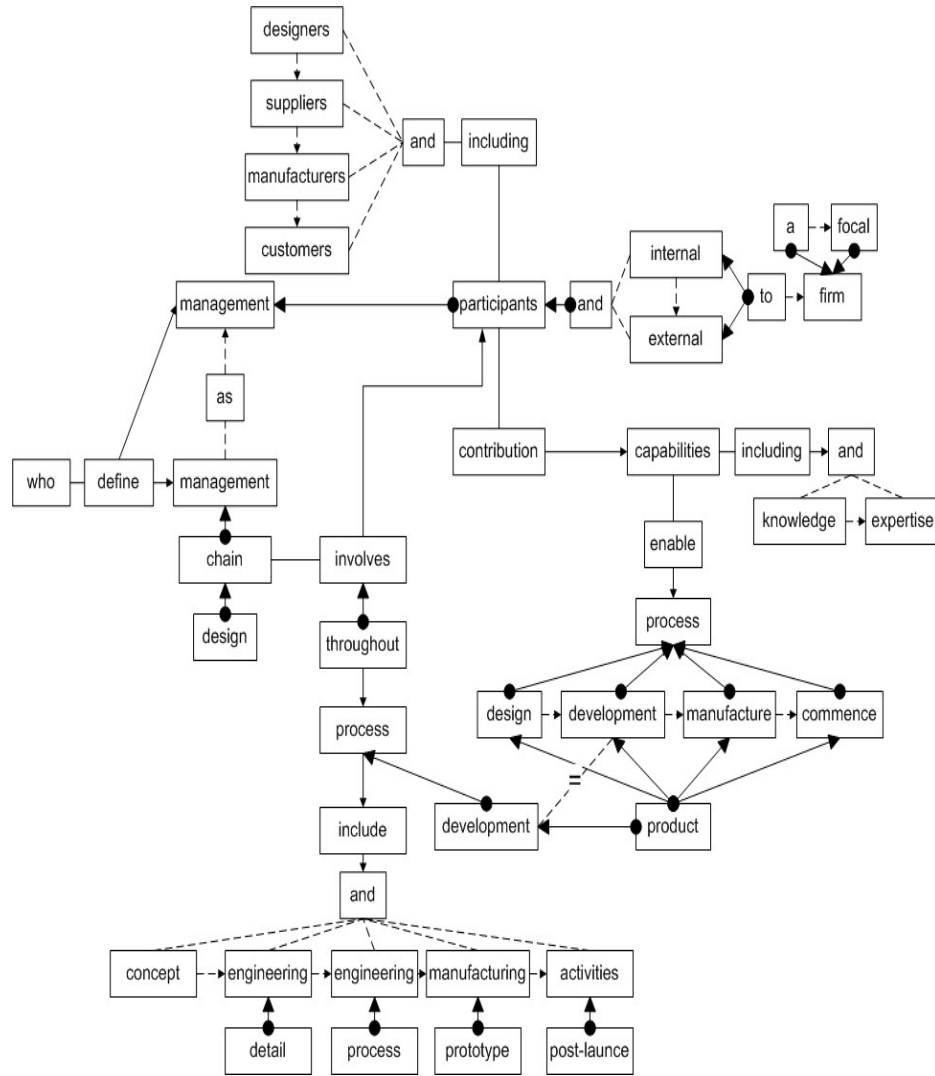 designers
suppliers
and
including
manufacturers
customers
a
focal
internal
management
participants
and
to
firm
external
as
contribution
capabilities
including
and
who
define
management
knowledge
expertise
chain
involves
enable
design
throughout
process
design
development
manufacture
commence
process
=
development
product
include
and
concept
engineering
engineering
manufacturing
activities
detail
process
prototype
post-launce